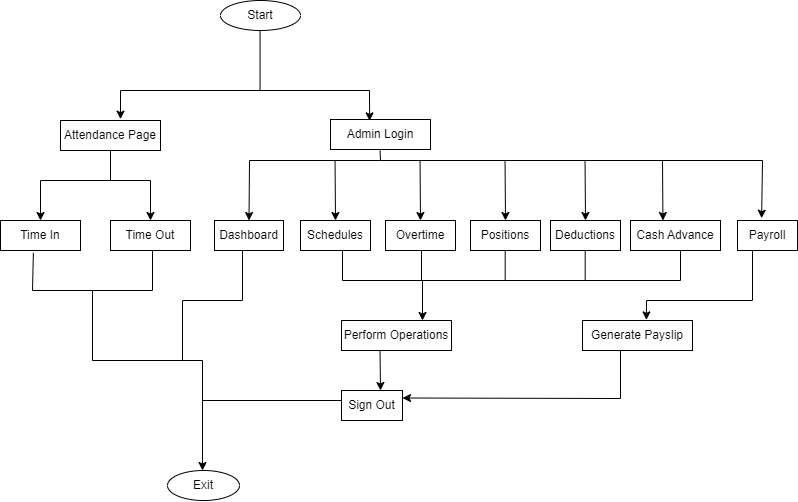 Start
Attendance Page
Admin Login
Time In
Time Out
Dashboard
Schedules
Overtime
Positions
Deductions
Cash Advance
Payroll
Perform Operations
Generate Payslip
Sign Out
Exit